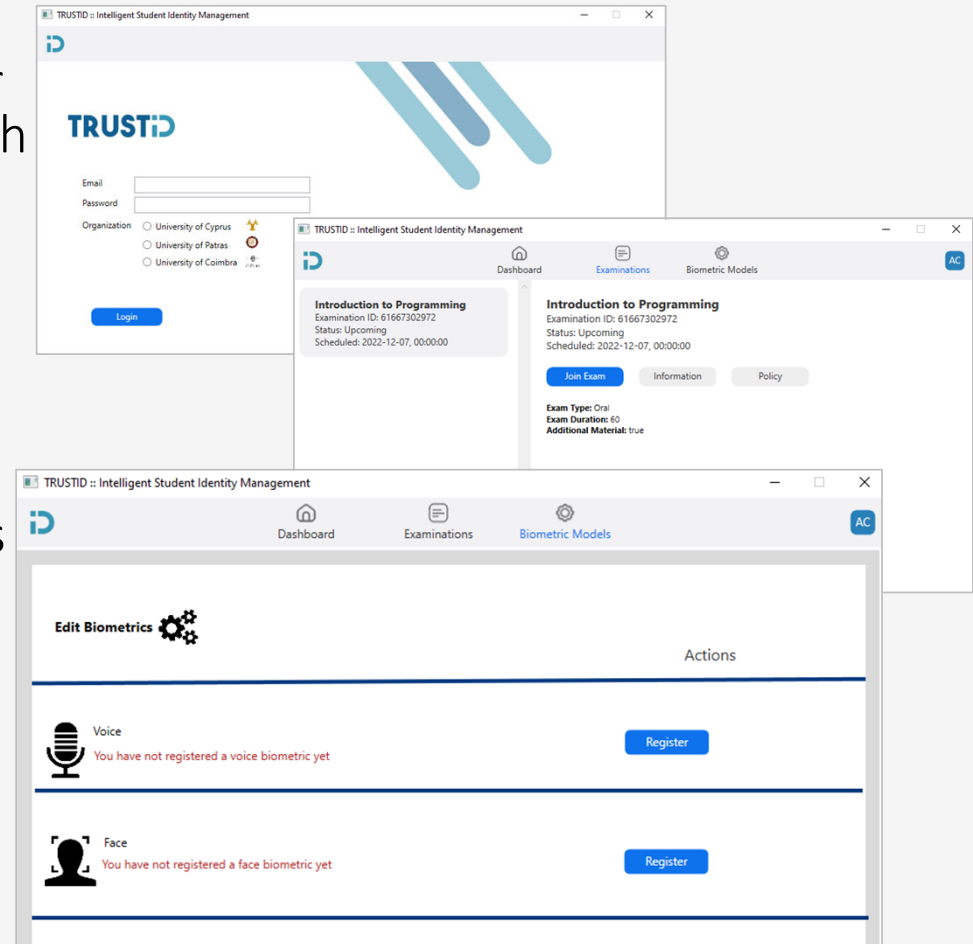 TRUSTID :: Intelligent Student Identity Management
iD
TRUSTiD
Email
Password
Organization
University of Cyprus
University of Patras
University of Coimbra
Login
h
TRUSTID :: Intelligent Student Identity Management
iD
Dashboard
Examinations
Biometric Models
AC
Introduction to Programming
Examination ID: 61667302972
Status: Upcoming
Scheduled: 2022-12-07, 00:00:00
Introduction to Programming
Examination ID: 61667302972
Status: Upcoming
Scheduled: 2022-12-07, 00:00:00
Join Exam
Information
Policy
Exam Type: Oral
Exam Duration: 60
Additional Material: true
s
TRUSTID :: Intelligent Student Identity Management
iD
Dashboard
Examinations
Biometric Models
AC
Edit Biometrics
Actions
Voice
You have not registered a voice biometric yet
Register
Face
You have not registered a face biometric yet
Register